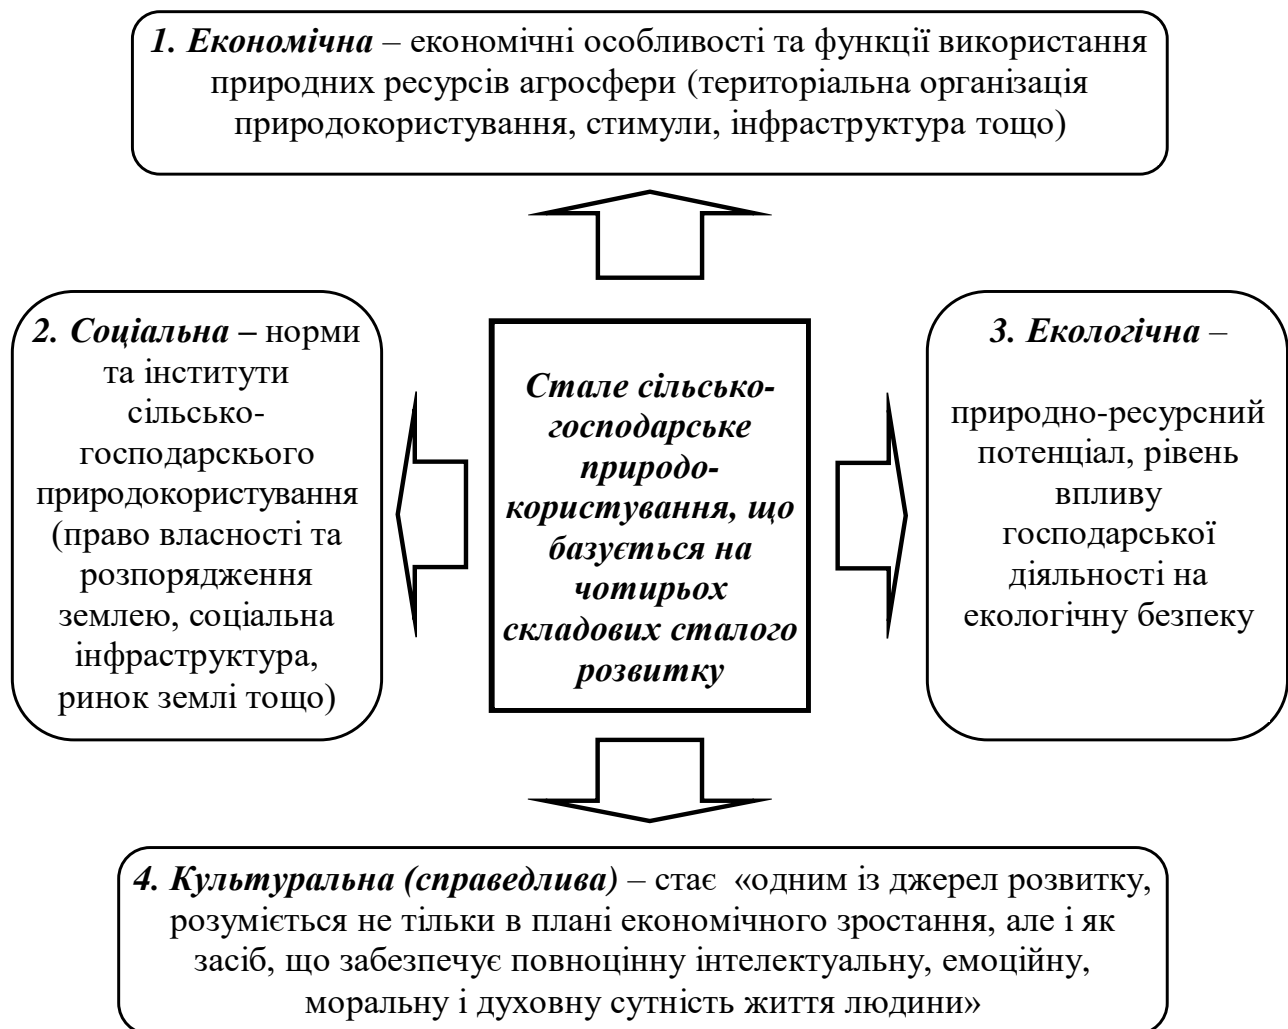 1. Економічна – економічні особливості та функції використання
природних ресурсів агросфери (територіальна організація
природокористування, стимули, інфраструктура тощо)
2. Соціальна – норми
та інститути
сільсько-
господарскього
природокористування
(право власності та
розпорядження
землею, соціальна
інфраструктура,
ринок землі тощо)
Стале сільсько-
господарське
природо-
користування, що
базується на
чотирьох
складових сталого
розвитку
3. Екологічна –
природно-ресурсний
потенціал, рівень
впливу
господарської
діяльності на
екологічну безпеку
4. Культуральна (справедлива) – стає «одним із джерел розвитку,
розуміється не тільки в плані економічного зростання, але і як
засіб, що забезпечує повноцінну інтелектуальну, емоційну,
моральну і духовну сутність життя людини»